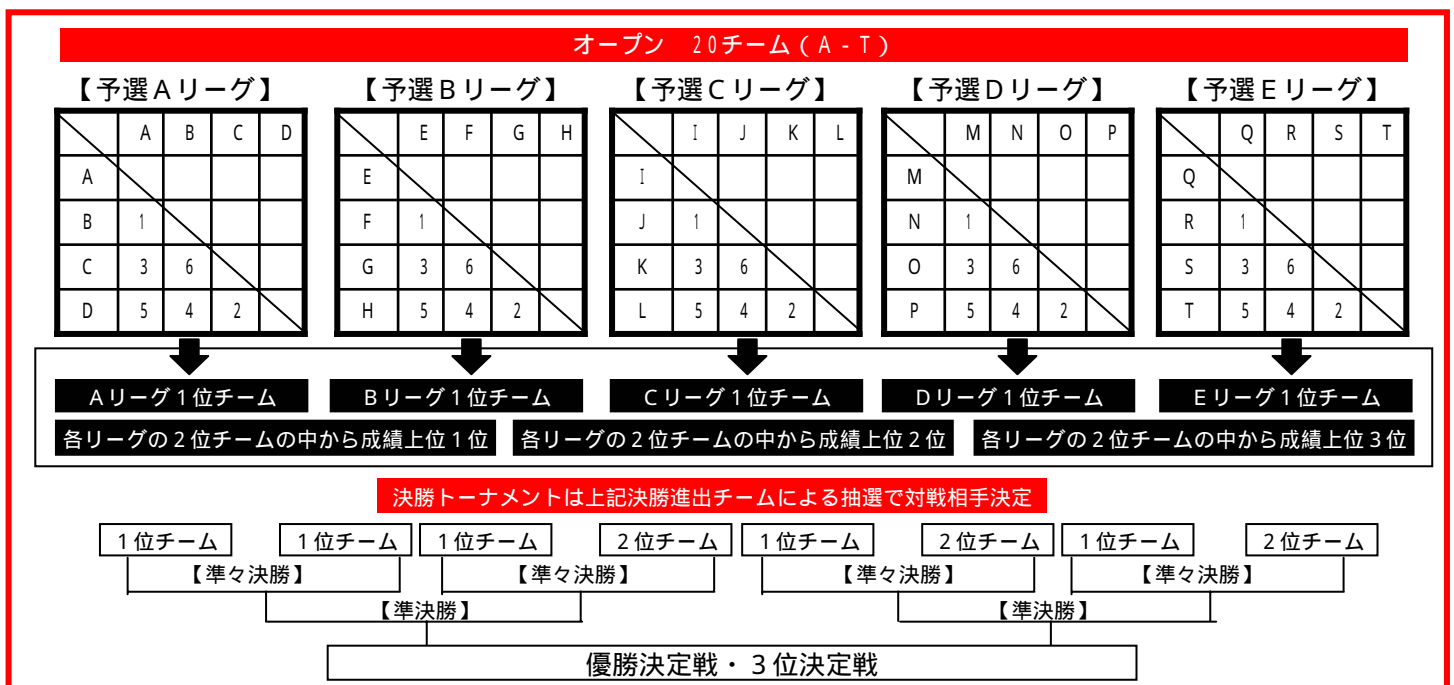 オープン 20チーム(A-T)
【予選Aリーグ】 【予選Bリーグ】 【予選Cリーグ】 【予選Dリーグ】 【予選Eリーグ】
A B C D E F G H I J K L M N O P Q R S T
A E I M Q
B 1 F 1 J 1 N 1 R 1
C 3 6 G 3 6 K 3 6 O 3 6 S 3 6
D 5 4 2 H 5 4 2 L 5 4 2 P 5 4 2 T 5 4 2
Aリーグ1位チーム Bリーグ1位チーム Cリーグ1位チーム Dリーグ1位チーム Eリーグ1位チーム
各リーグの2位チームの中から成績上位1位 各リーグの2位チームの中から成績上位2位 各リーグの2位チームの中から成績上位3位
決勝トーナメントは上記決勝進出チームによる抽選で対戦相手決定
1位チーム 1位チーム 1位チーム 2位チーム 1位チーム 2位チーム 1位チーム 2位チーム
【準々決勝】 【準々決勝】 【準々決勝】 【準々決勝】
【準決勝】 【準決勝】
優勝決定戦・3位決定戦